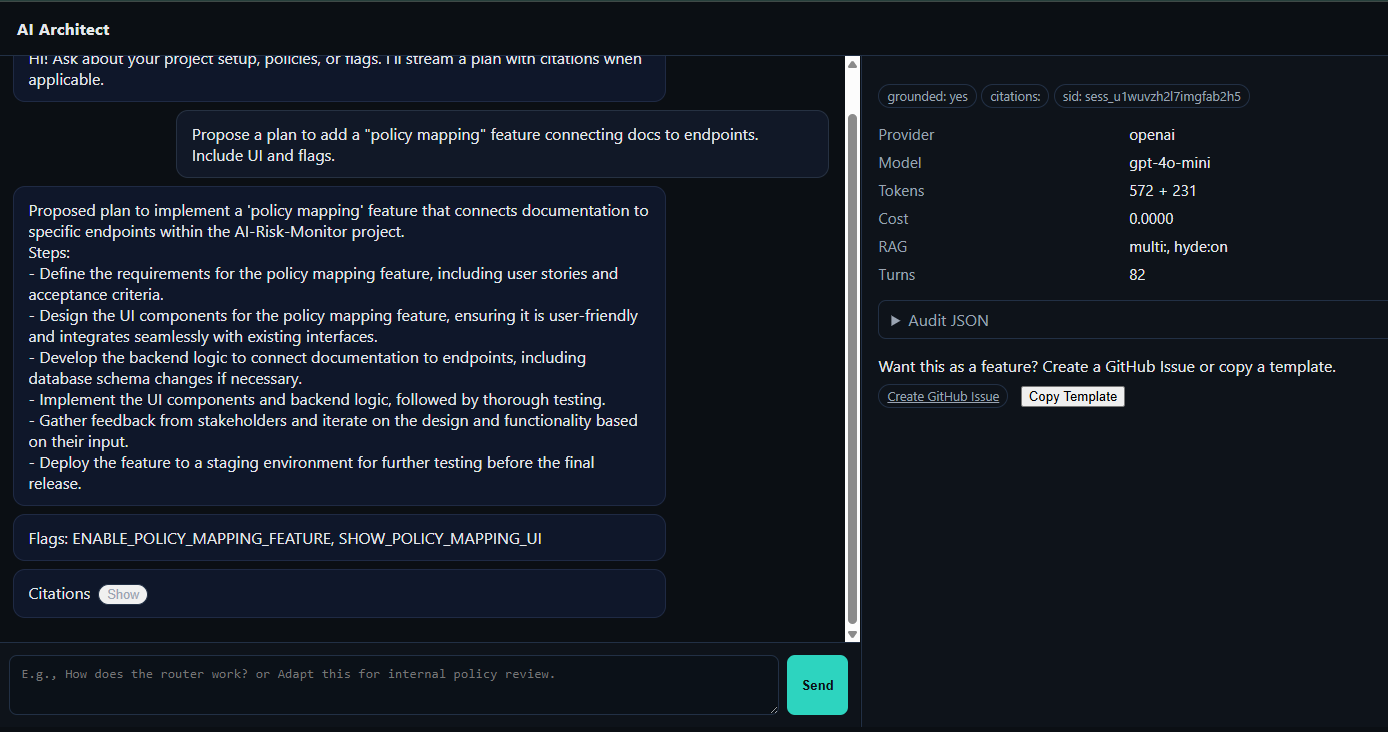 AI Architect
Hi! Ask about your project setup, policies, or flags. I'll stream a plan with citations when
applicable.
Propose a plan to add a "policy mapping" feature connecting docs to endpoints.
Include UI and flags.
Proposed plan to implement a 'policy mapping' feature that connects documentation to
specific endpoints within the AI-Risk-Monitor project.
Steps:
- Define the requirements for the policy mapping feature, including user stories and
acceptance criteria.
- Design the UI components for the policy mapping feature, ensuring it is user-friendly
and integrates seamlessly with existing interfaces.
- Develop the backend logic to connect documentation to endpoints, including
database schema changes if necessary.
- Implement the UI components and backend logic, followed by thorough testing.
- Gather feedback from stakeholders and iterate on the design and functionality based
on their input.
- Deploy the feature to a staging environment for further testing before the final
release.
Flags: ENABLE_POLICY_MAPPING_FEATURE, SHOW_POLICY_MAPPING_UI
Citations Show
E.g., How does the router work? or Adapt this for internal policy review.
Send
grounded: yes citations: sid: sess_u1wuvzh2l7imgfab2h5
Provider openai
Model gpt-4o-mini
Tokens 572 + 231
Cost 0.0000
RAG multi:, hyde:on
Turns 82
Audit JSON
Want this as a feature? Create a GitHub Issue or copy a template.
Create GitHub Issue Copy Template